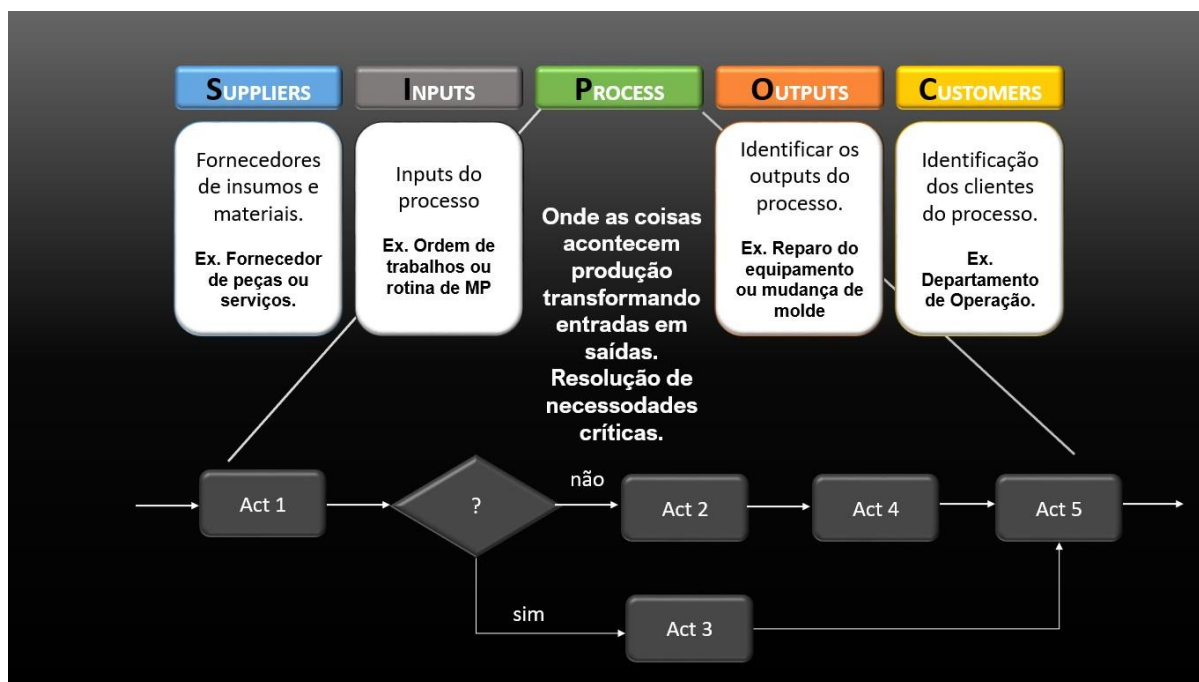 SUPPLIERS
INPUTS
PROCESS
OUTPUTS
CUSTOMERS
Fornecedores
de insumos e
materiais.
Ex. Fornecedor
de peças ou
serviços.
Inputs do
processo
Ex. Ordem de
trabalhos ou
rotina de MP
Onde as coisas
acontecem
produção
transformando
entradas em
saídas.
Resolução de
necessodades
críticas.
Identificar os
outputs do
processo.
Ex. Reparo do
equipamento
ou mudança de
molde
Identificação
dos clientes
do processo.
Ex.
Departamento
de Operação.
Act 1
?
não
Act 2
Act 4
Act 5
sim
Act 3